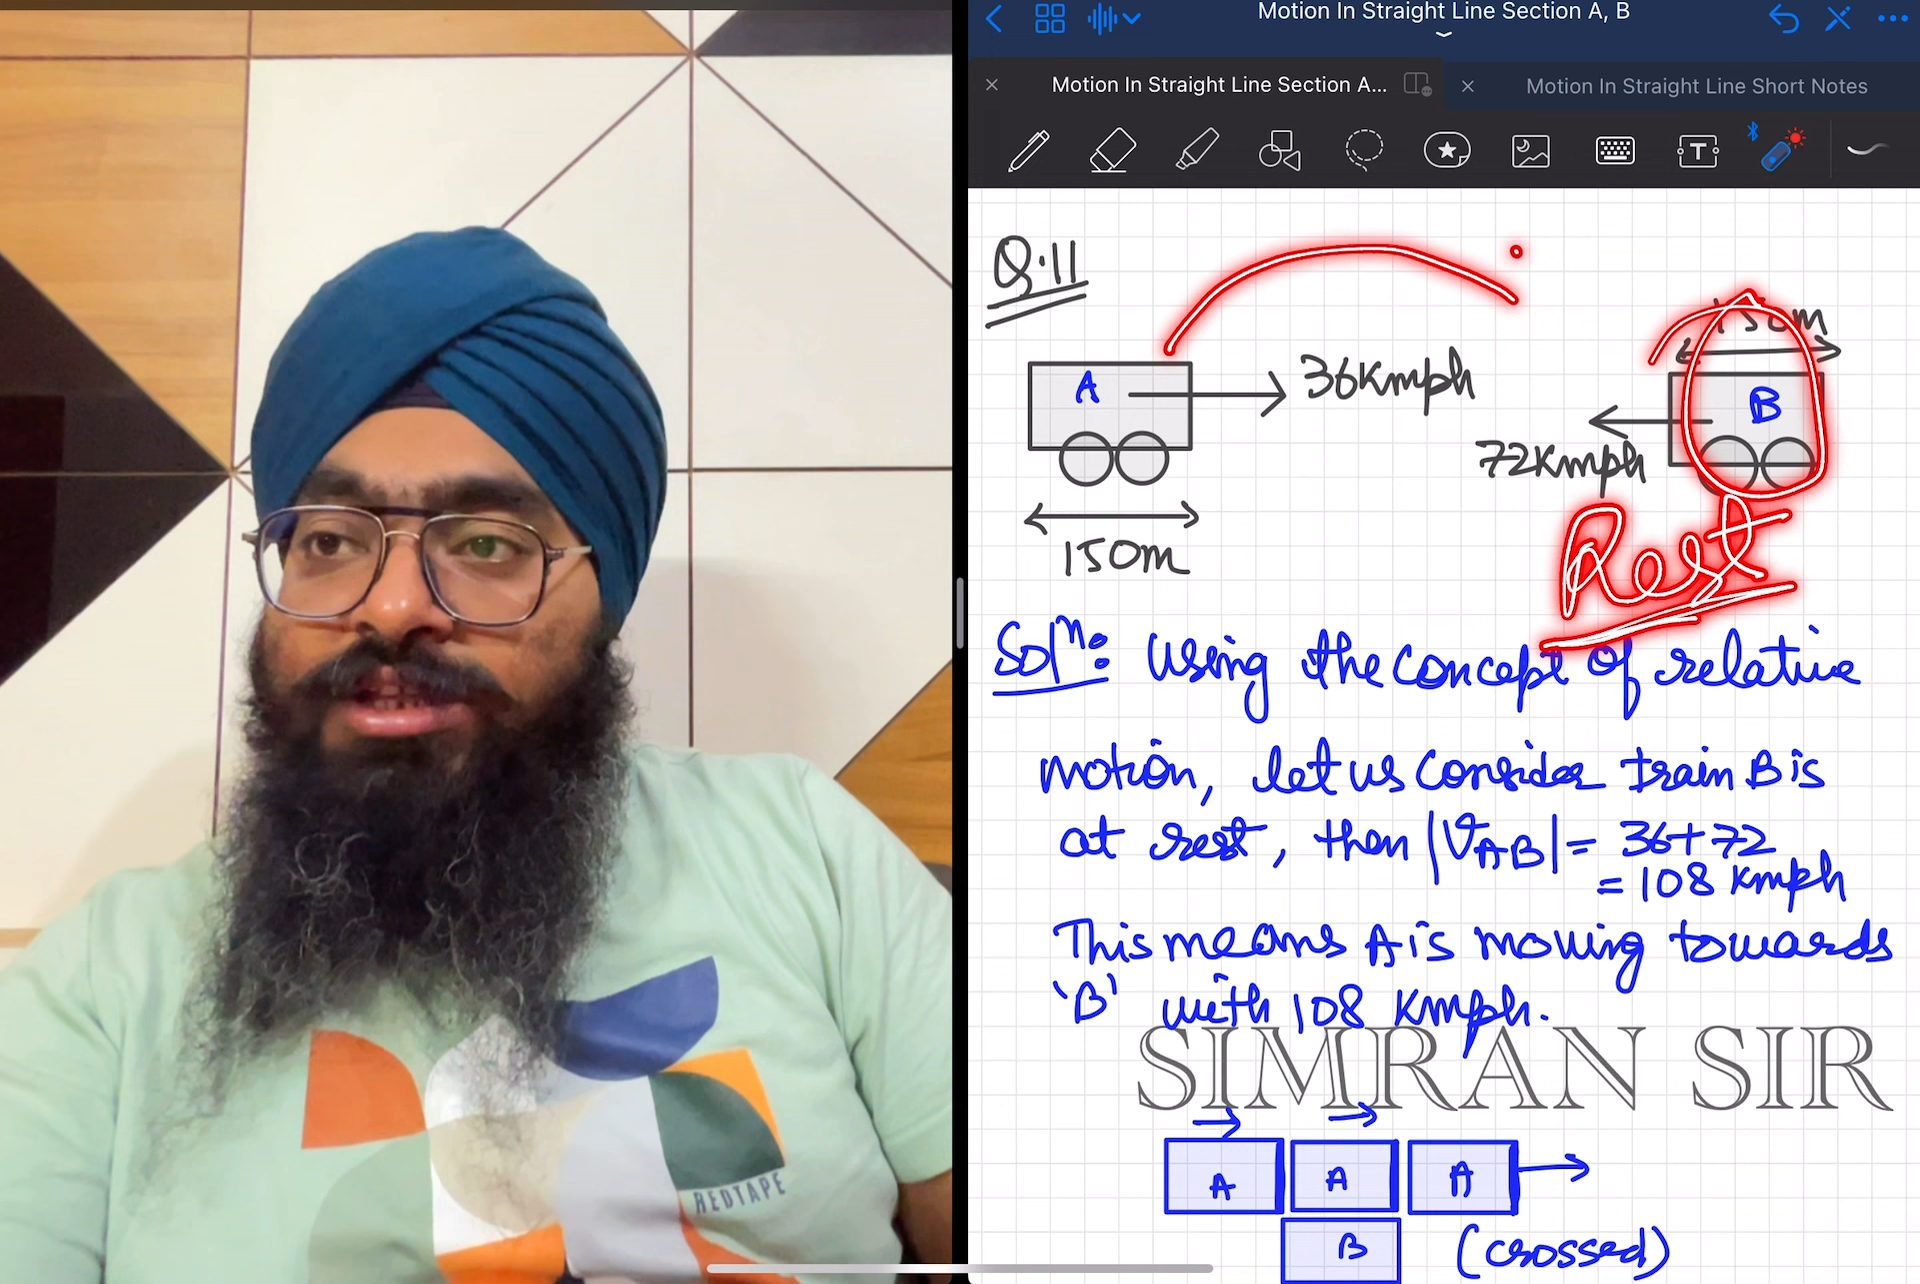 Motion In Straight Line Section A, B
Motion In Straight Line Section A...
Motion In Straight Line Short Notes
T
Q.11
150m
A
36Kmph
B
72Kmph
150m
Rest
Solⁿ: Using the concept of relative
motion, let us consider train B is
at rest, then |VAB| = 36+72
= 108 Kmph
This means A is moving towards
'B' with 108 Kmph.
SIMRAN SIR
A A A
B (crossed)
REDTAPE